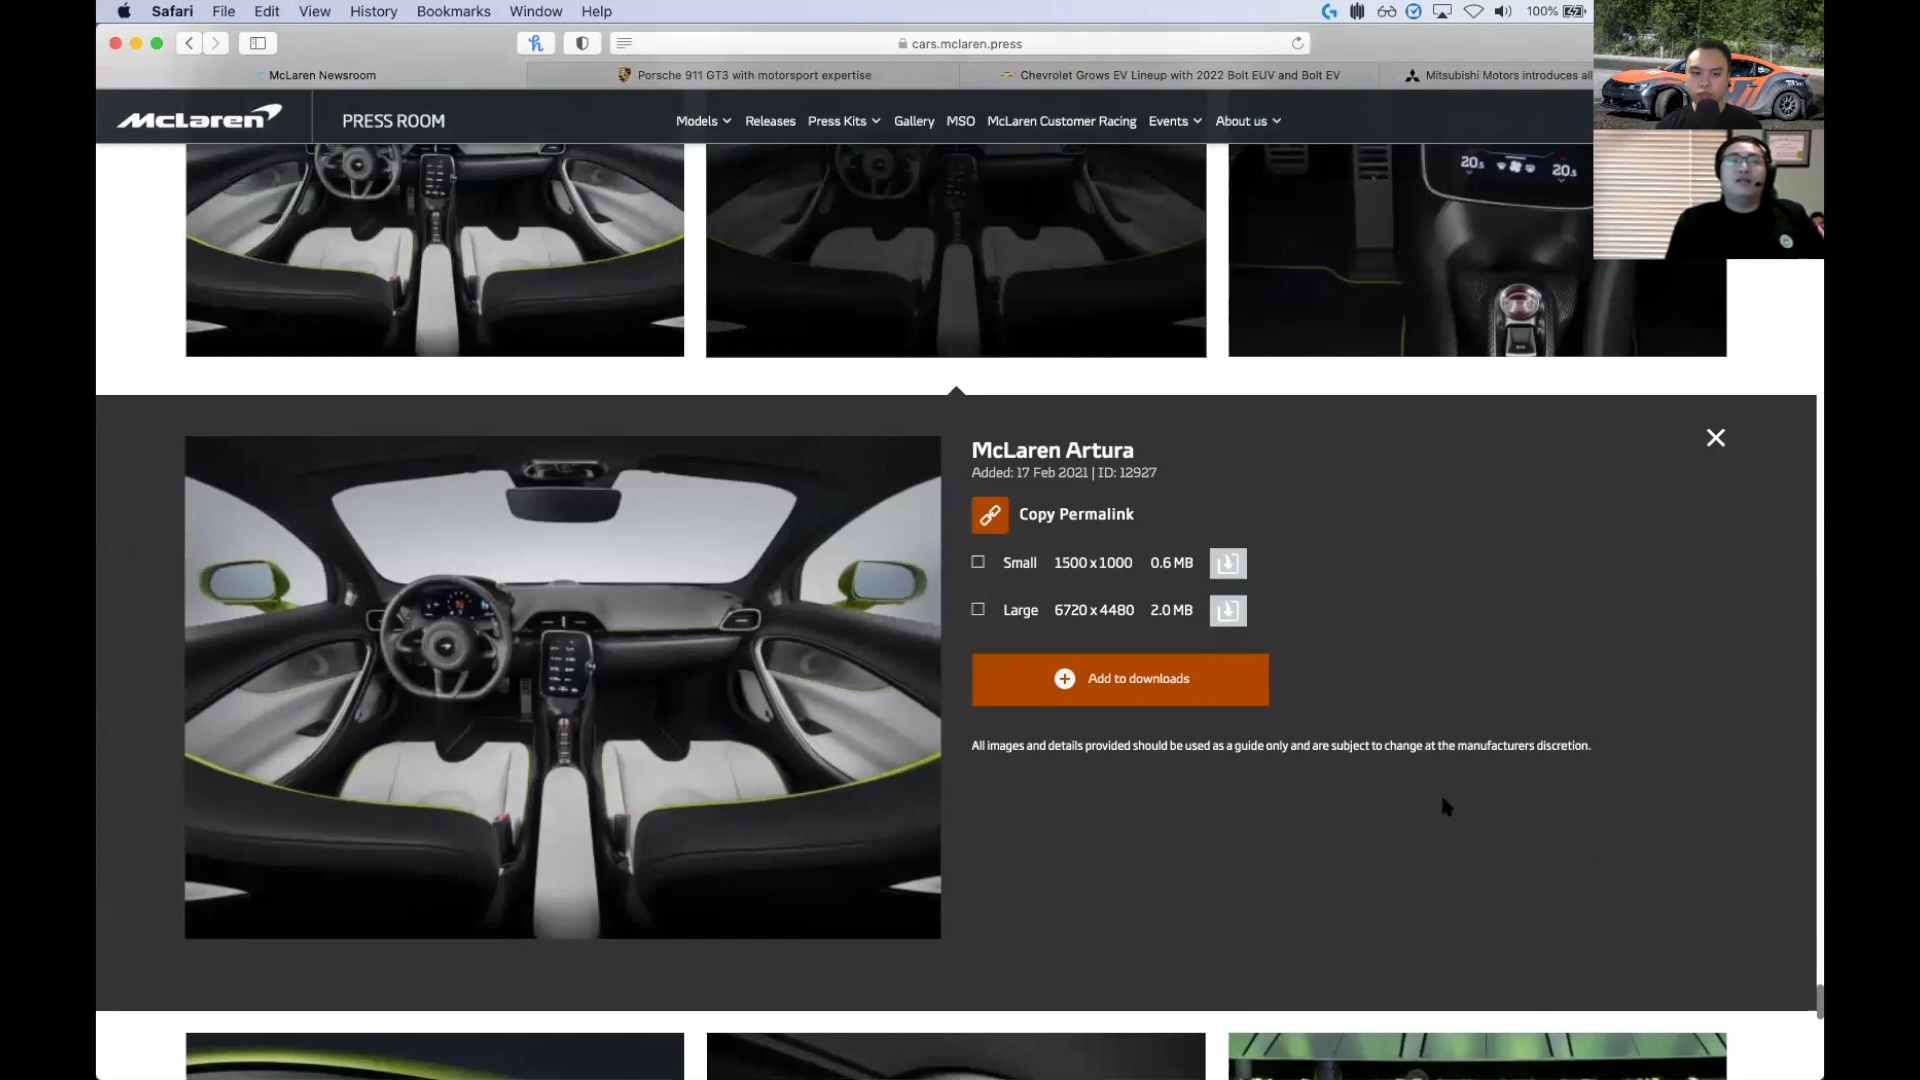 Safari File Edit View History Bookmarks Window Help 100%
cars.mclaren.press
McLaren Newsroom Porsche 911 GT3 with motorsport expertise Chevrolet Grows EV Lineup with 2022 Bolt EUV and Bolt EV Mitsubishi Motors introduces all
McLaren PRESS ROOM Models Releases Press Kits Gallery MSO McLaren Customer Racing Events About us
20.5 20.5
McLaren Artura
Added: 17 Feb 2021 | ID: 12927
Copy Permalink
Small 1500 x 1000 0.6 MB
Large 6720 x 4480 2.0 MB
Add to downloads
All images and details provided should be used as a guide only and are subject to change at the manufacturers discretion.